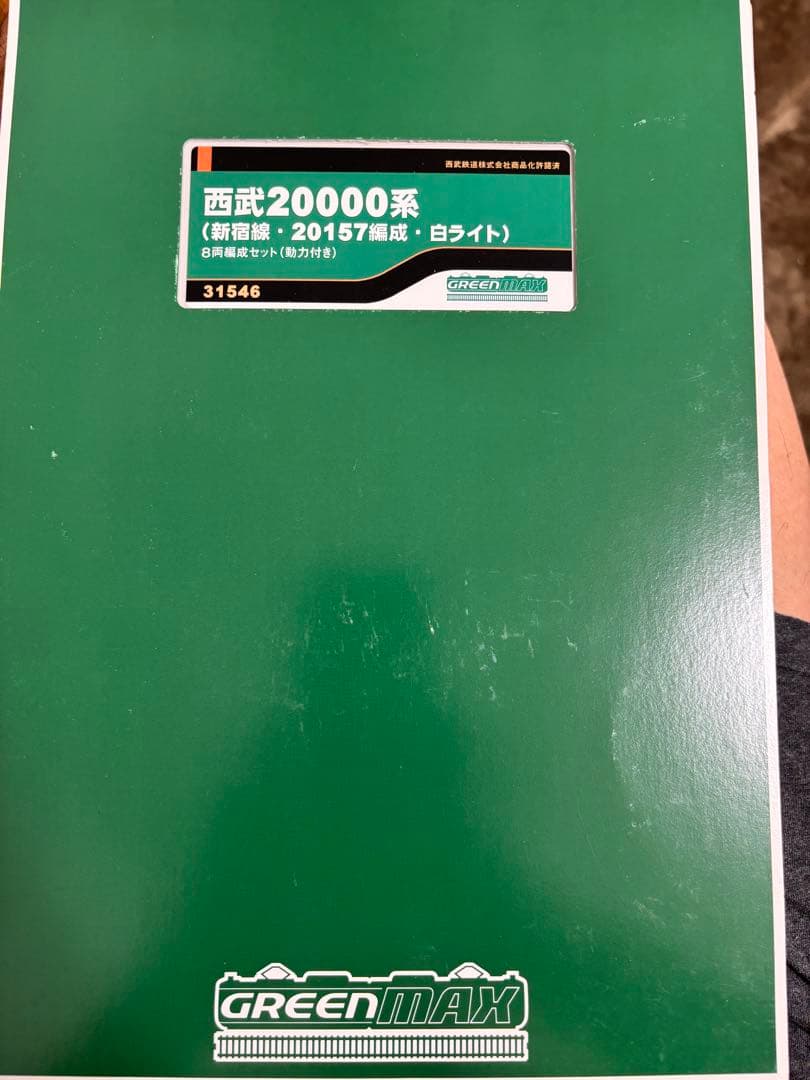 西武鉄道株式会社商品化許諾済
西武20000系
(新宿線・20157編成・白ライト)
8両編成セット(動力付き)
31546
GREENMAX
GREENMAX